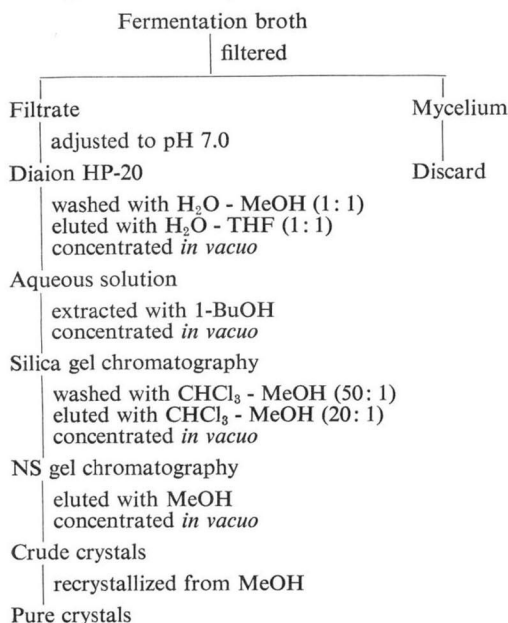 Fermentation broth
filtered
Filtrate
Mycelium
adjusted to pH 7.0
Diaion HP-20
Discard
washed with H₂O - MeOH (1: 1)
eluted with H₂O - THF (1: 1)
concentrated in vacuo
Aqueous solution
extracted with 1-BuOH
concentrated in vacuo
Silica gel chromatography
washed with CHCl₃ - MeOH (50: 1)
eluted with CHCl₃ - MeOH (20: 1)
concentrated in vacuo
NS gel chromatography
eluted with MeOH
concentrated in vacuo
Crude crystals
recrystallized from MeOH
Pure crystals